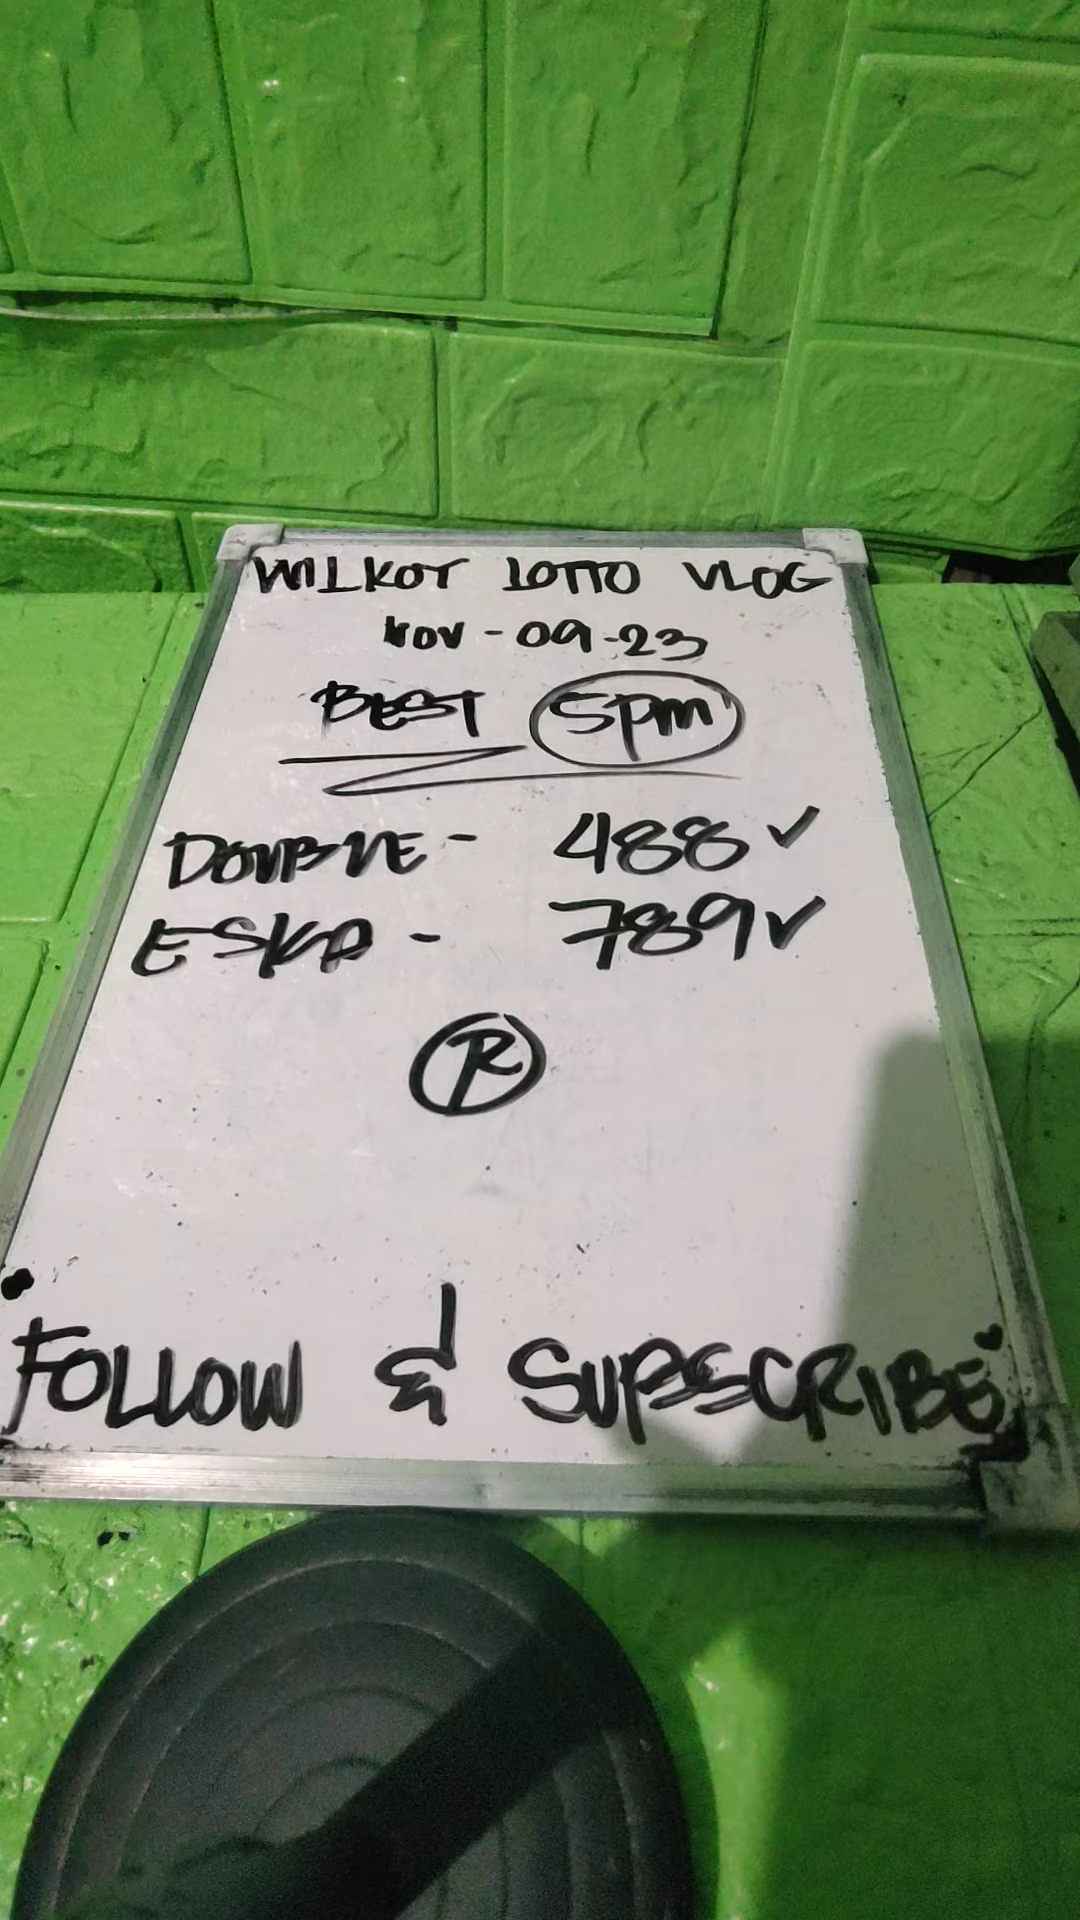 WILKOT LOTTO VLOG
NOV - 09-23
BEST 5pm
DOUBLE - 488 ✓
ESKA - 789 ✓
R
FOLLOW & SUBSCRIBE